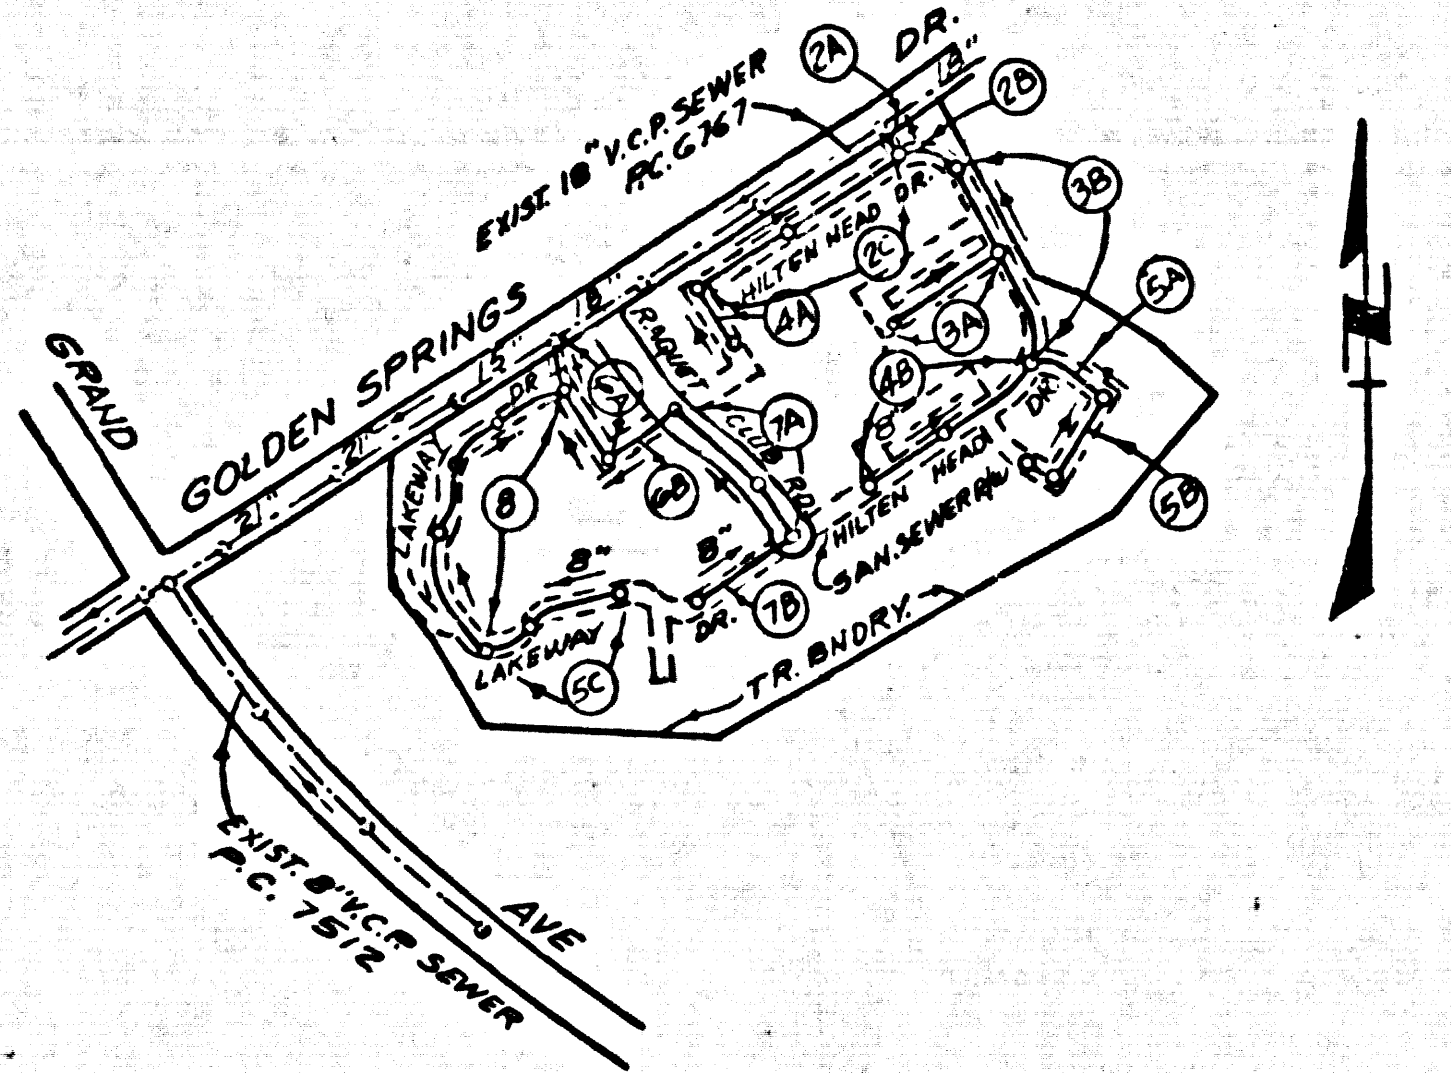 DR.
18"
2A
2B
EXIST. 18" V.C.P. SEWER
P.C. 6767
3B
HILTEN HEAD DR.
2C
5A
4A
3A
N
GRAND
GOLDEN SPRINGS
18"
15"
21"
21"
RAQUET CLUB RD.
DR
6A
4B
8"
DR.
7A
LAKEWAY
8
6B
HILTEN HEAD
SAN. SEWER R/W
5B
8"
8"
7B
DR.
LAKEWAY
5C
TR. BNDRY.
EXIST. 8" V.C.P. SEWER
P.C. 7512
AVE